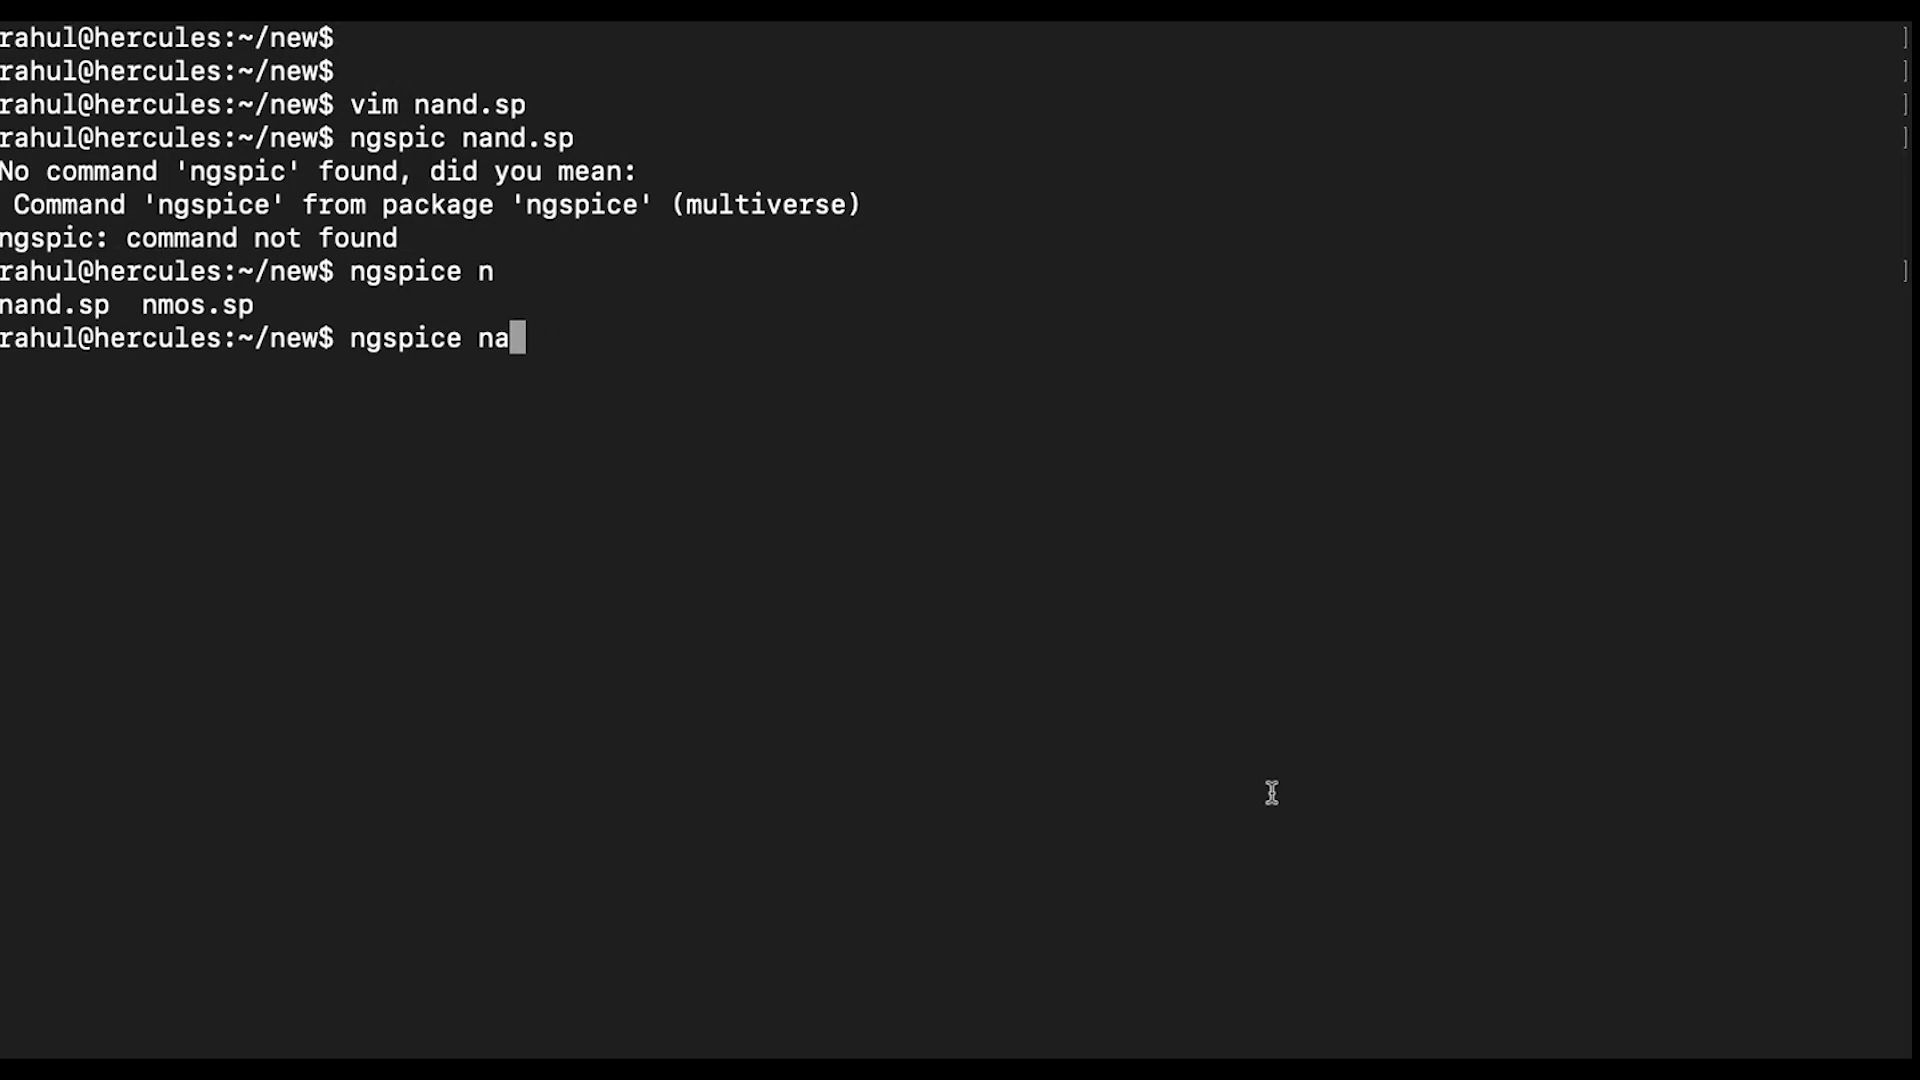 rahul@hercules:~/new$
rahul@hercules:~/new$
rahul@hercules:~/new$ vim nand.sp
rahul@hercules:~/new$ ngspic nand.sp
No command 'ngspic' found, did you mean:
 Command 'ngspice' from package 'ngspice' (multiverse)
ngspic: command not found
rahul@hercules:~/new$ ngspice n
nand.sp  nmos.sp
rahul@hercules:~/new$ ngspice na